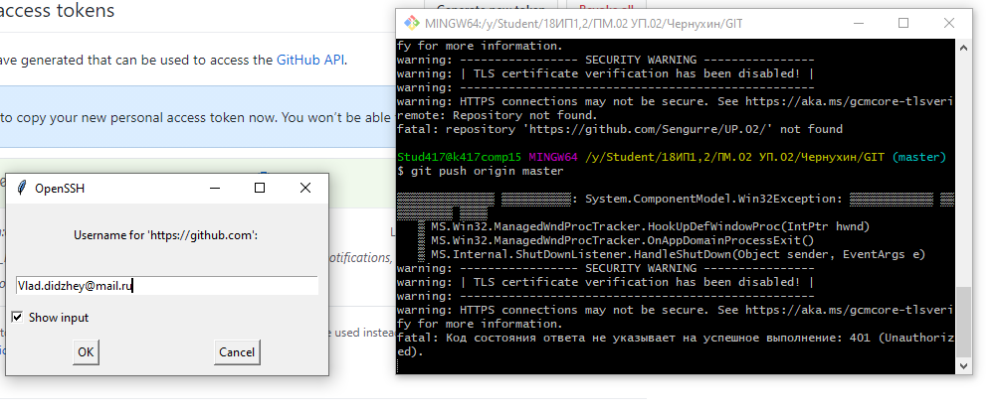 access tokens
Generate new token
Revoke all
ave generated that can be used to access the GitHub API.
to copy your new personal access token now. You won't be able
OpenSSH
Username for 'https://github.com':
Vlad.didzhey@mail.ru
Show input
OK
Cancel
otifications,
used instead
MINGW64:/y/Student/18ИП1,2/ПМ.02 УП.02/Чернухин/GIT
fy for more information.
warning: ----------------- SECURITY WARNING ----------------
warning: | TLS certificate verification has been disabled! |
warning: ---------------------------------------------------
warning: HTTPS connections may not be secure. See https://aka.ms/gcmcore-tlsveri
remote: Repository not found.
fatal: repository 'https://github.com/Sengurre/UP.02/' not found
Stud417@k417comp15 MINGW64 /y/Student/18ИП1,2/ПМ.02 УП.02/Чернухин/GIT (master)
$ git push origin master
: System.ComponentModel.Win32Exception:
MS.Win32.ManagedWndProcTracker.HookUpDefWindowProc(IntPtr hwnd)
MS.Win32.ManagedWndProcTracker.OnAppDomainProcessExit()
MS.Internal.ShutDownListener.HandleShutDown(Object sender, EventArgs e)
warning: ----------------- SECURITY WARNING ----------------
warning: | TLS certificate verification has been disabled! |
warning: ---------------------------------------------------
warning: HTTPS connections may not be secure. See https://aka.ms/gcmcore-tlsveri
fy for more information.
fatal: Код состояния ответа не указывает на успешное выполнение: 401 (Unauthoriz
ed).